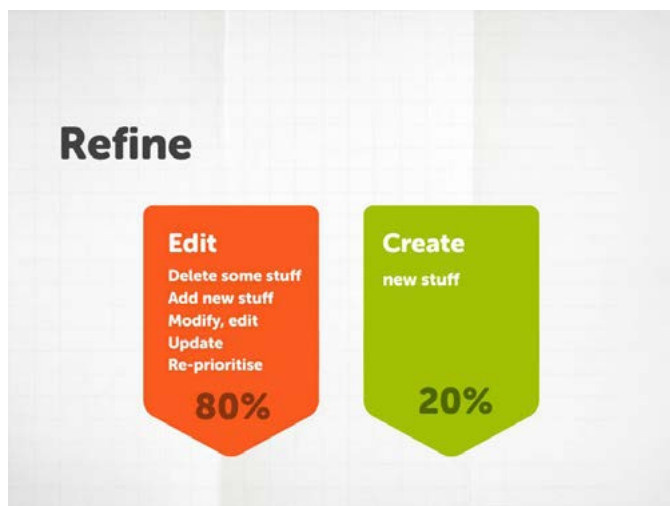 Refine
Edit
Delete some stuff
Add new stuff
Modify, edit
Update
Re-prioritise
80%
Create
new stuff
20%